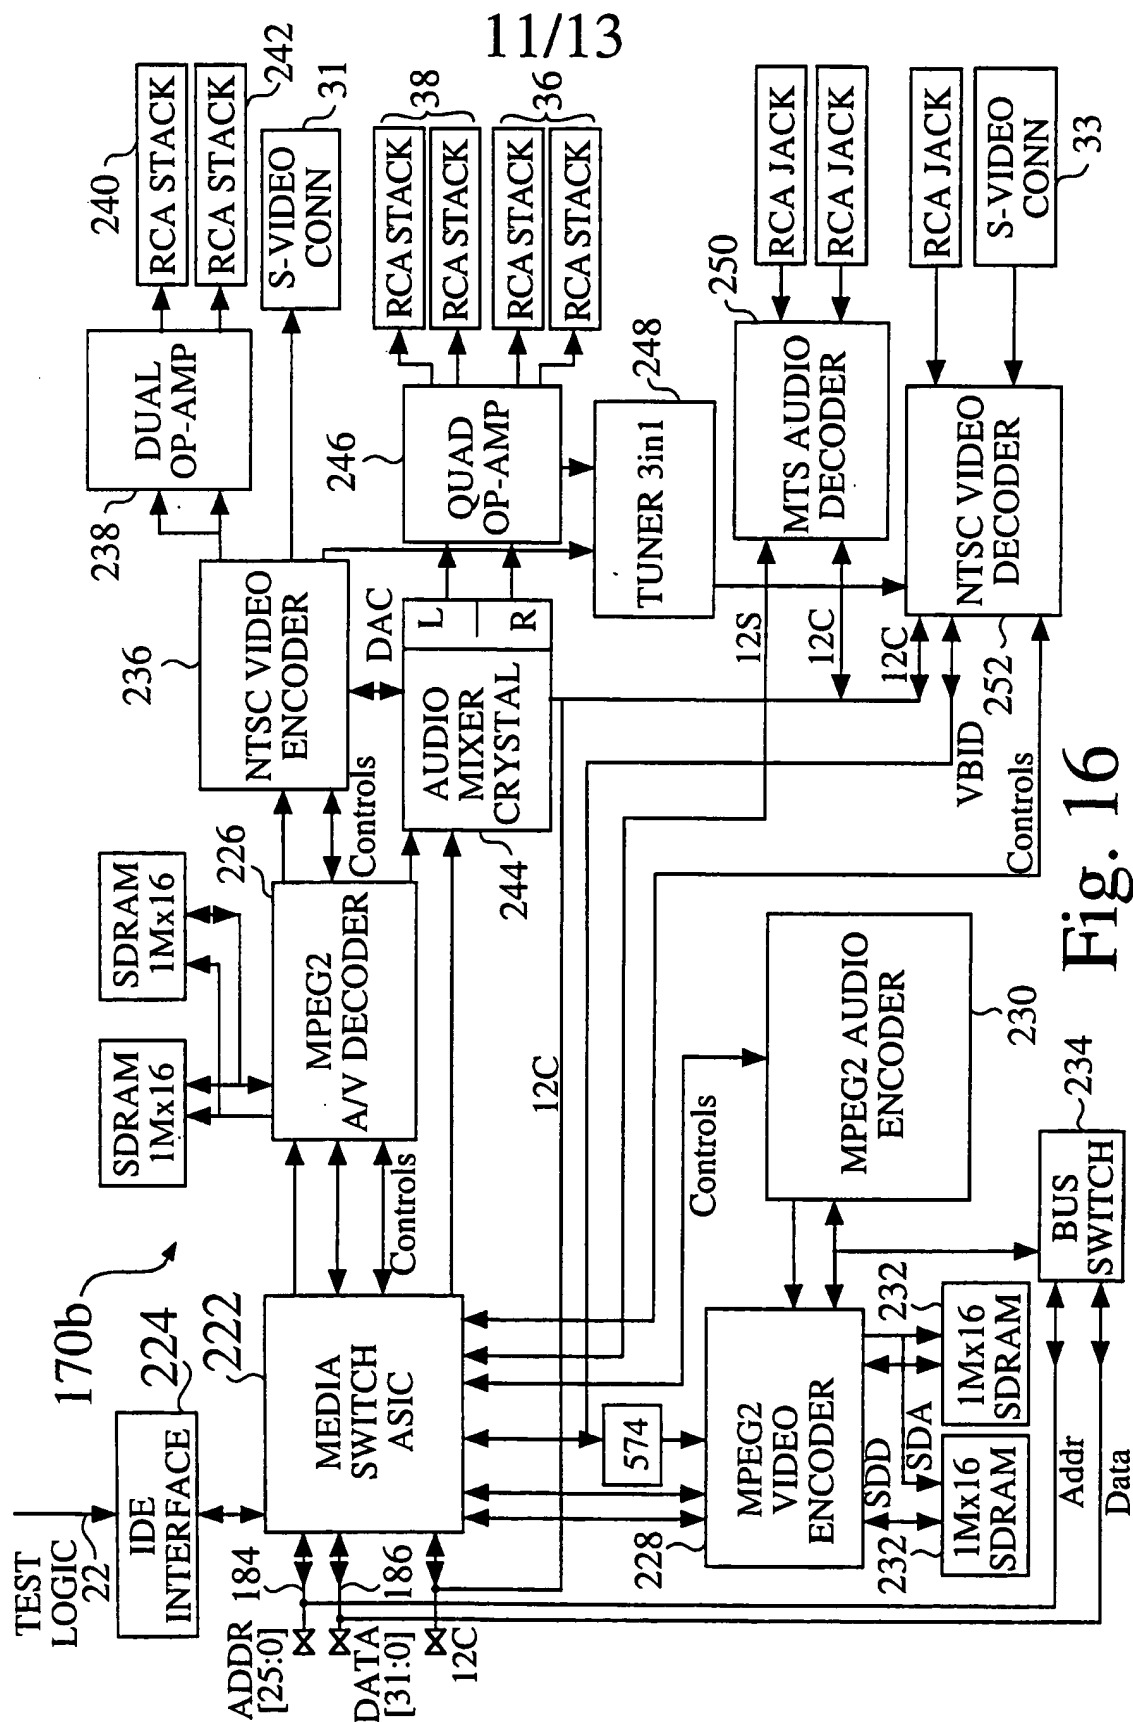 11/13
170b
TEST
LOGIC
22
IDE
INTERFACE
224
222
MEDIA
SWITCH
ASIC
184
186
ADDR
[25:0]
DATA
[31:0]
12C
SDRAM
1Mx16
SDRAM
1Mx16
226
MPEG2
A/V DECODER
Controls
Controls
236
NTSC VIDEO
ENCODER
238
DUAL
OP-AMP
240
RCA STACK
RCA STACK
242
S-VIDEO
CONN
31
DAC
244
AUDIO
MIXER
CRYSTAL
L
R
246
QUAD
OP-AMP
RCA STACK
RCA STACK
38
RCA STACK
RCA STACK
36
TUNER 3in1
248
12C
12S
12C
12C
250
MTS AUDIO
DECODER
RCA JACK
RCA JACK
252
NTSC VIDEO
DECODER
RCA JACK
S-VIDEO
CONN
33
VBID
Controls
Controls
574
228
MPEG2
VIDEO
ENCODER
MPEG2 AUDIO
ENCODER
230
SDD
SDA
232
1Mx16
SDRAM
232
1Mx16
SDRAM
BUS
SWITCH
234
Addr
Data
Fig. 16